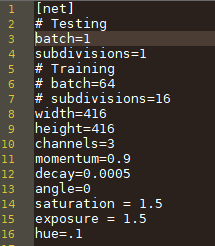 1 [net]
2 # Testing
3 batch=1
4 subdivisions=1
5 # Training
6 # batch=64
7 # subdivisions=16
8 width=416
9 height=416
10 channels=3
11 momentum=0.9
12 decay=0.0005
13 angle=0
14 saturation = 1.5
15 exposure = 1.5
16 hue=.1